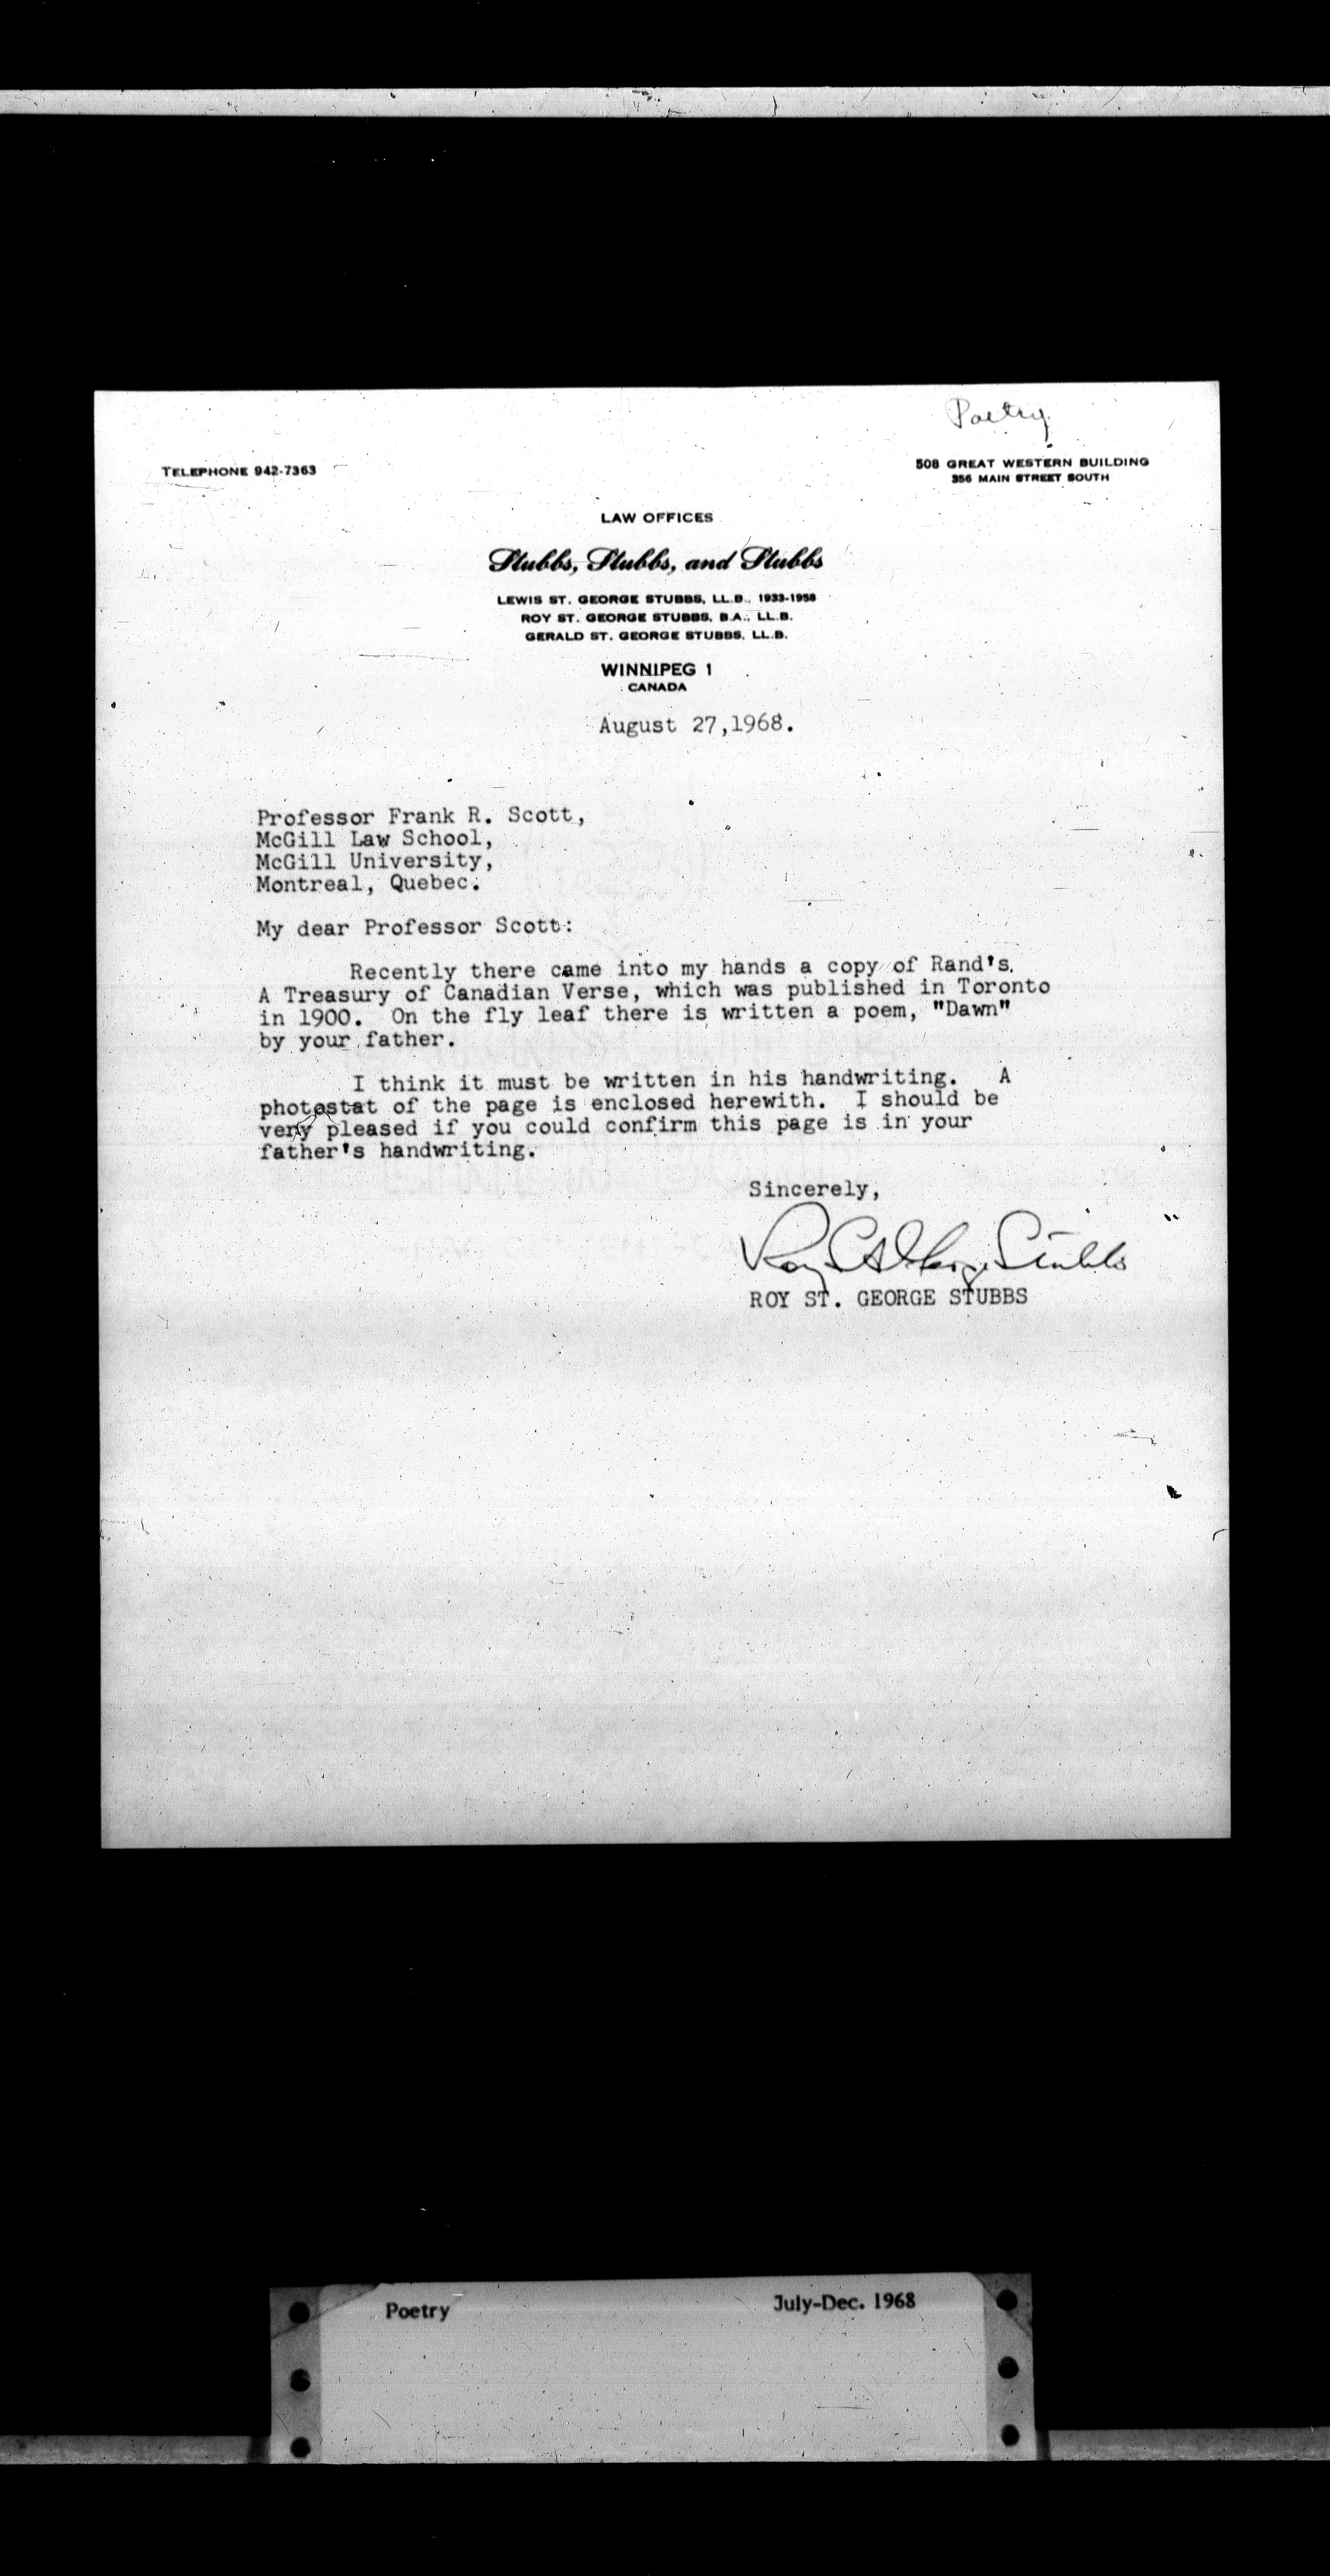 Poetry
TELEPHONE 942-7363
508 GREAT WESTERN BUILDING
356 MAIN STREET SOUTH
LAW OFFICES
Stubbs, Stubbs, and Stubbs
LEWIS ST. GEORGE STUBBS, LL.B., 1933-1958
ROY ST. GEORGE STUBBS, B.A., LL.B.
GERALD ST. GEORGE STUBBS, LL.B.
WINNIPEG 1
CANADA
August 27,1968.
Professor Frank R. Scott,
McGill Law School,
McGill University,
Montreal, Quebec.
My dear Professor Scott:
Recently there came into my hands a copy of Rand's
A Treasury of Canadian Verse, which was published in Toronto
in 1900. On the fly leaf there is written a poem, "Dawn"
by your father.
I think it must be written in his handwriting. A
photostat of the page is enclosed herewith. I should be
very pleased if you could confirm this page is in your
father's handwriting.
Sincerely,
Roy St. George Stubbs
ROY ST. GEORGE STUBBS
Poetry July-Dec. 1968